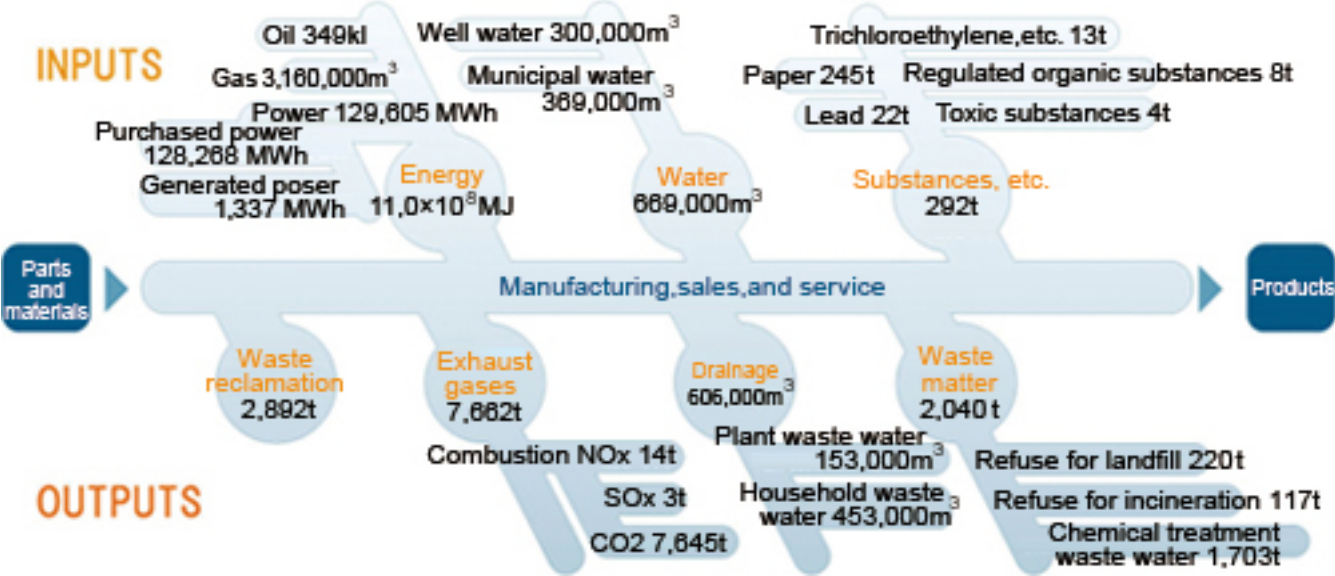 INPUTS
Oil 349kl
Gas 3,160,000m³
Power 129,605 MWh
Purchased power
128,268 MWh
Generated poser
1,337 MWh
Energy
11,0×10⁸MJ
Well water 300,000m³
Municipal water
369,000m³
Water
669,000m³
Trichloroethylene,etc. 13t
Paper 245t
Regulated organic substances 8t
Lead 22t
Toxic substances 4t
Substances, etc.
292t
Parts
and
materials
Manufacturing,sales,and service
Products
Waste
reclamation
2,892t
Exhaust
gases
7,662t
Combustion NOx 14t
SOx 3t
CO2 7,645t
Drainage
606,000m³
Plant waste water
153,000m³
Household waste
water 453,000m³
Waste
matter
2,040 t
Refuse for landfill 220t
Refuse for incineration 117t
Chemical treatment
waste water 1,703t
OUTPUTS